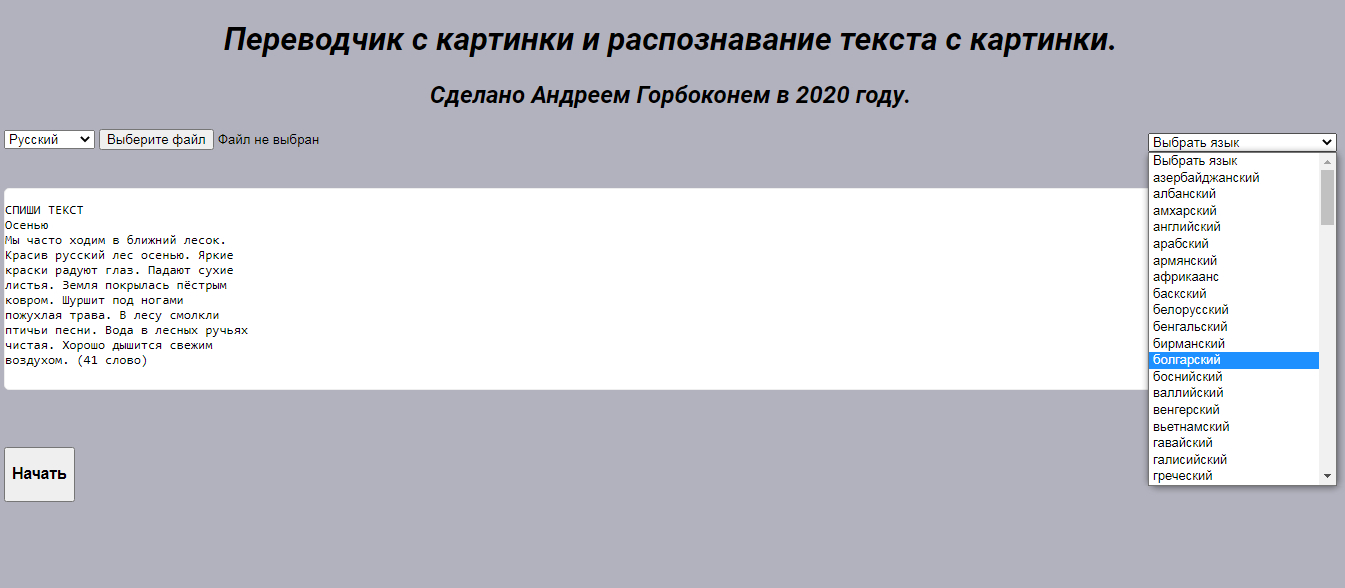 Переводчик с картинки и распознавание текста с картинки.
Сделано Андреем Горбоконем в 2020 году.
Русский Выберите файл Файл не выбран
СПИШИ ТЕКСТ
Осенью
Мы часто ходим в ближний лесок.
Красив русский лес осенью. Яркие
краски радуют глаз. Падают сухие
листья. Земля покрылась пёстрым
ковром. Шуршит под ногами
пожухлая трава. В лесу смолкли
птичьи песни. Вода в лесных ручьях
чистая. Хорошо дышится свежим
воздухом. (41 слово)
Начать
Выбрать язык
Выбрать язык
азербайджанский
албанский
амхарский
английский
арабский
армянский
африкаанс
баскский
белорусский
бенгальский
бирманский
болгарский
боснийский
валлийский
венгерский
вьетнамский
гавайский
галисийский
греческий